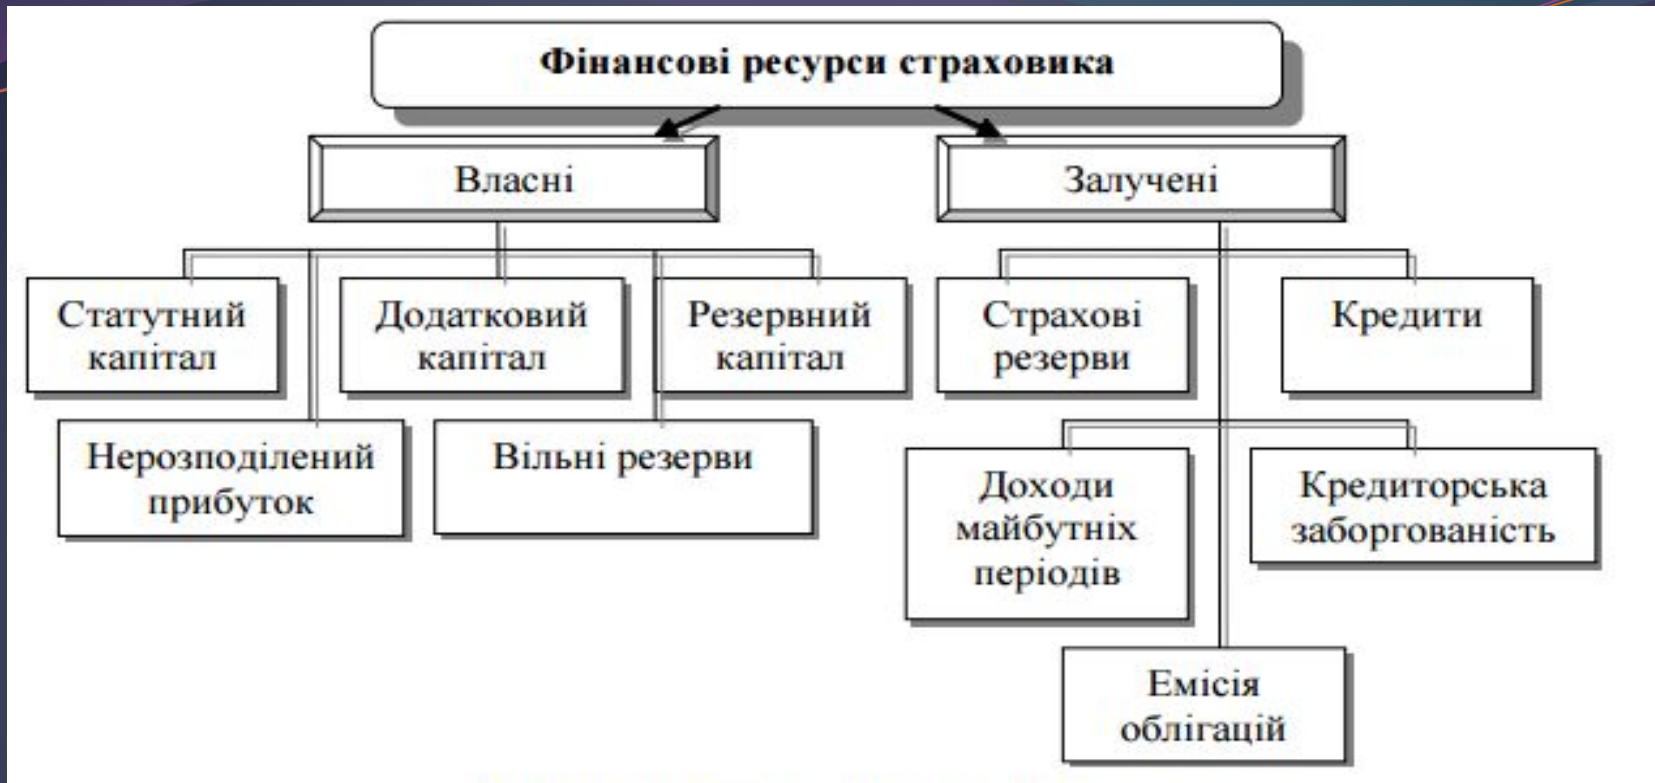 Фінансові ресурси страховика
Власні
Залучені
Статутний
капітал
Додатковий
капітал
Резервний
капітал
Страхові
резерви
Кредити
Нерозподілений
прибуток
Вільні резерви
Доходи
майбутніх
періодів
Кредиторська
заборгованість
Емісія
облігацій